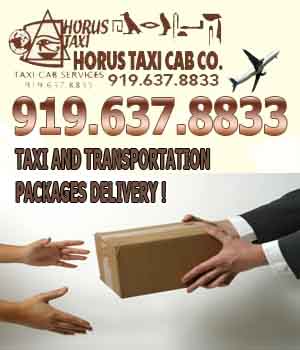 HORUS
TAXI
TAXI CAB SERVICES
919.637.8833
HORUS TAXI CAB CO.
919.637.8833
919.637.8833
TAXI AND TRANSPORTATION
PACKAGES DELIVERY !